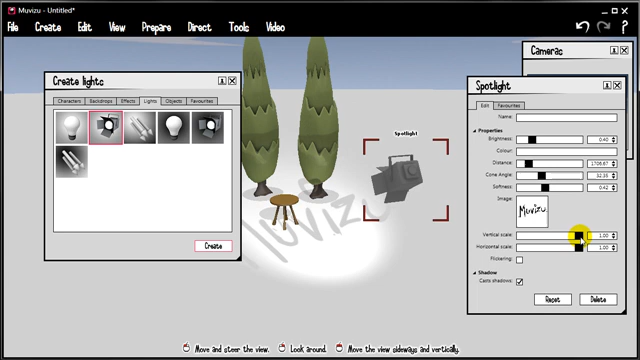 Muvizu - Untitled*
File Create Edit View Prepare Direct Tools Video
Cameras
Create lights
Characters Backdrops Effects Lights Objects Favourites
Create
Spotlight
Muvizu
Spotlight
Edit Favourites
Name:
Properties
Brightness: 0.40
Colour:
Distance: 1706.67
Cone Angle: 32.35
Softness: 0.42
Image:
Muvizu
Vertical scale: 1.00
Horizontal scale: 1.00
Flickering:
Shadow
Casts shadows:
Reset Delete
Move and steer the view. Look around. Move the view sideways and vertically.